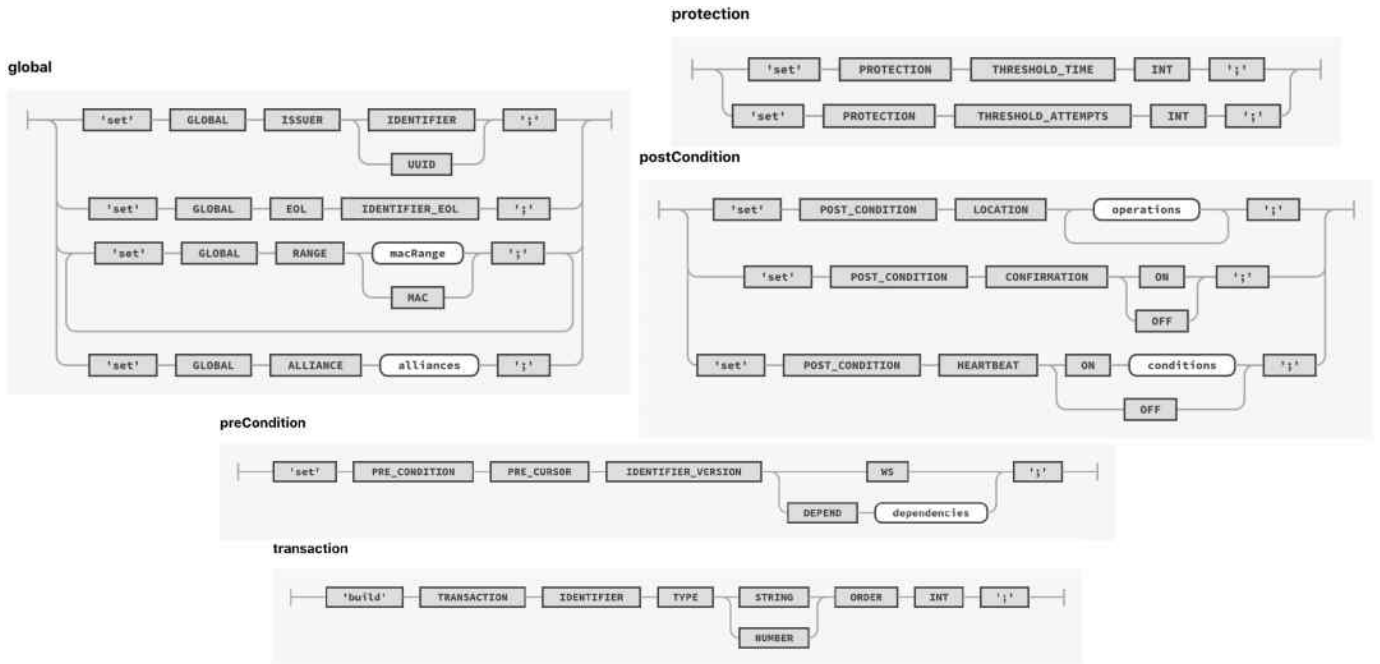 protection
'set' PROTECTION THRESHOLD_TIME INT ';'
'set' PROTECTION THRESHOLD_ATTEMPTS INT ';'
global
'set' GLOBAL ISSUER IDENTIFIER ';'
UUID
'set' GLOBAL EOL IDENTIFIER_EOL ';'
'set' GLOBAL RANGE macRange ';'
MAC
'set' GLOBAL ALLIANCE alliances ';'
postCondition
'set' POST_CONDITION LOCATION operations ';'
'set' POST_CONDITION CONFIRMATION ON ';'
OFF
'set' POST_CONDITION HEARTBEAT ON conditions ';'
OFF
preCondition
'set' PRE_CONDITION PRE_CURSOR IDENTIFIER_VERSION WS ';'
DEPEND dependencies
transaction
'build' TRANSACTION IDENTIFIER TYPE STRING ORDER INT ';'
NUMBER